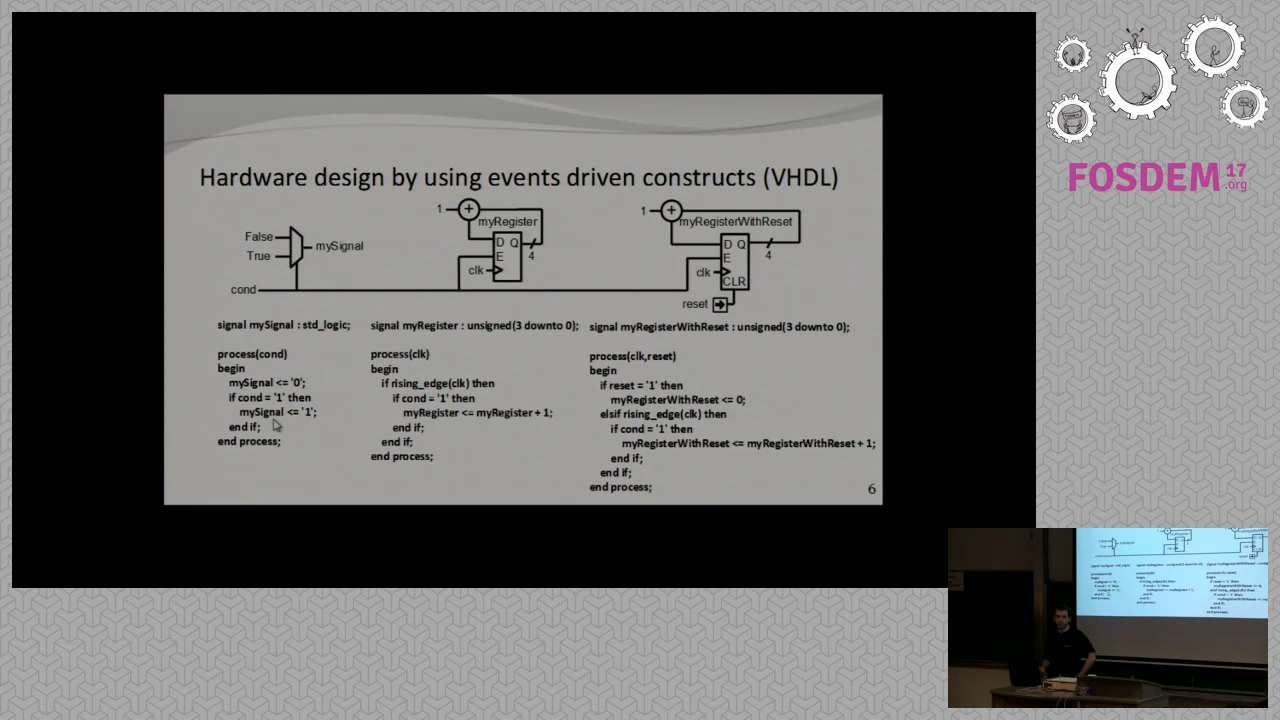 Hardware design by using events driven constructs (VHDL)
False
True
mySignal
cond
1
+
myRegister
D Q
E
clk
4
1
+
myRegisterWithReset
D Q
E
clk
CLR
4
reset
signal mySignal : std_logic;
process(cond)
begin
mySignal <= '0';
if cond = '1' then
mySignal <= '1';
end if;
end process;
signal myRegister : unsigned(3 downto 0);
process(clk)
begin
if rising_edge(clk) then
if cond = '1' then
myRegister <= myRegister + 1;
end if;
end if;
end process;
signal myRegisterWithReset : unsigned(3 downto 0);
process(clk,reset)
begin
if reset = '1' then
myRegisterWithReset <= 0;
elsif rising_edge(clk) then
if cond = '1' then
myRegisterWithReset <= myRegisterWithReset + 1;
end if;
end if;
end process;
6
FOSDEM 17
.org